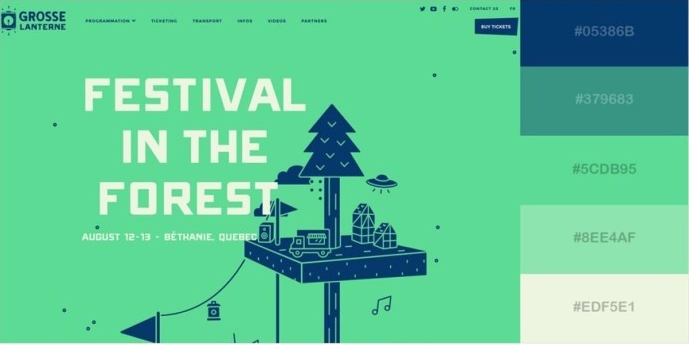 GROSSE
LANTERNE
PROGRAMMATION TICKETING TRANSPORT INFOS VIDEOS PARTNERS
CONTACT US FR
BUY TICKETS
FESTIVAL
IN THE
FOREST
AUGUST 12-13 - BÉTHANIE, QUEBEC
#05386B
#379683
#5CDB95
#8EE4AF
#EDF5E1